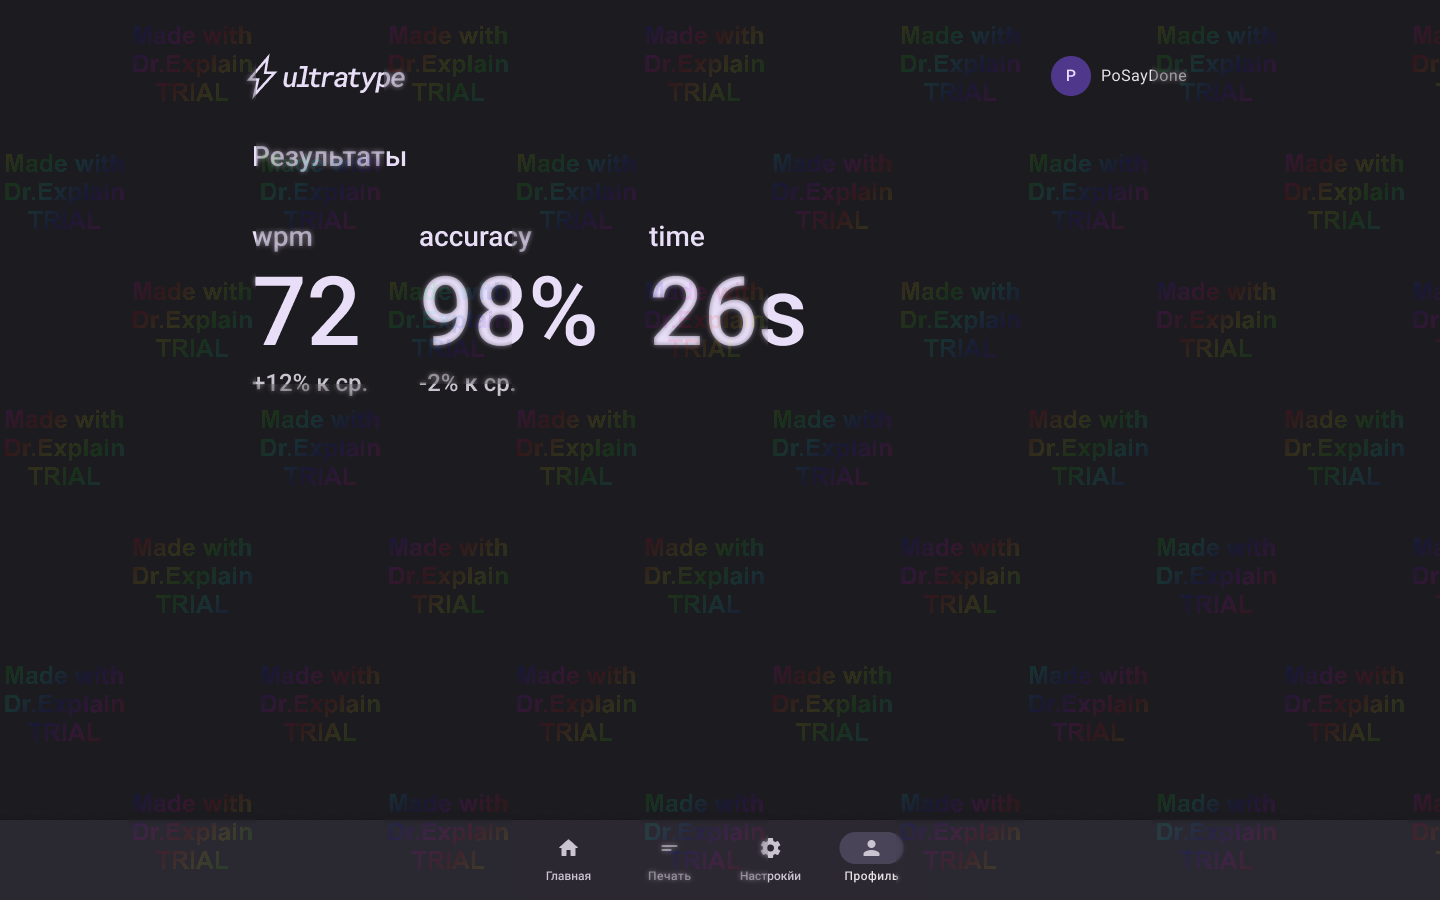 ultratype
P PoSayDone
Результаты
wpm accuracy time
72 98% 26s
+12% к ср. -2% к ср.
Главная Печать Настрокйи Профиль
Made with
Dr.Explain
TRIAL